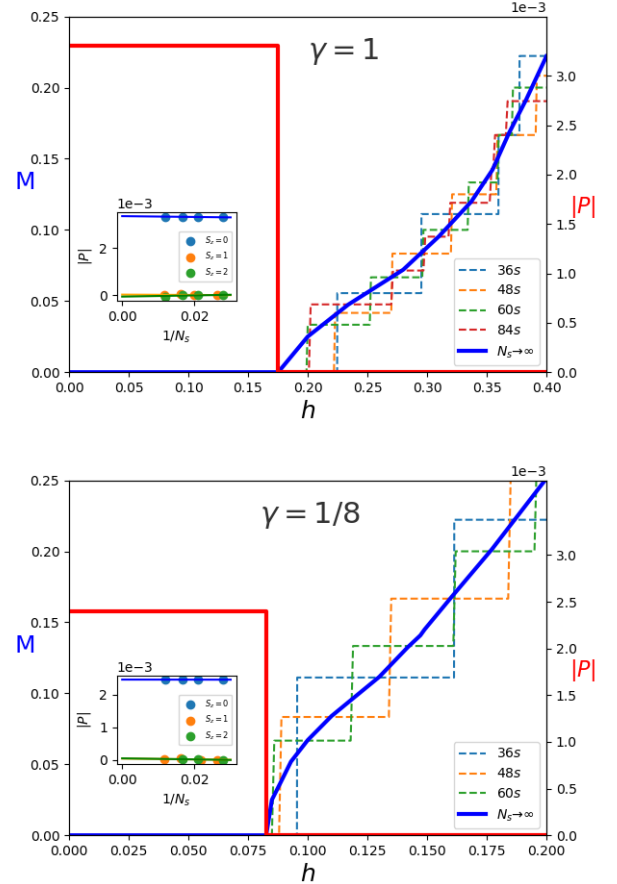 1e−3
γ = 1
0.25
0.20
0.15
0.10
0.05
0.00
M
3.0
2.5
2.0
1.5
1.0
0.5
0.0
|P|
1e−3
2
0
|P|
0.00
0.02
1/Nₛ
S_z = 0
S_z = 1
S_z = 2
36s
48s
60s
84s
Nₛ→∞
0.00
0.05
0.10
0.15
0.20
0.25
0.30
0.35
0.40
h
1e−3
γ = 1/8
0.25
0.20
0.15
0.10
0.05
0.00
M
3.0
2.5
2.0
1.5
1.0
0.5
0.0
|P|
1e−3
2
0
|P|
0.00
0.02
1/Nₛ
S_z = 0
S_z = 1
S_z = 2
36s
48s
60s
Nₛ→∞
0.000
0.025
0.050
0.075
0.100
0.125
0.150
0.175
0.200
h